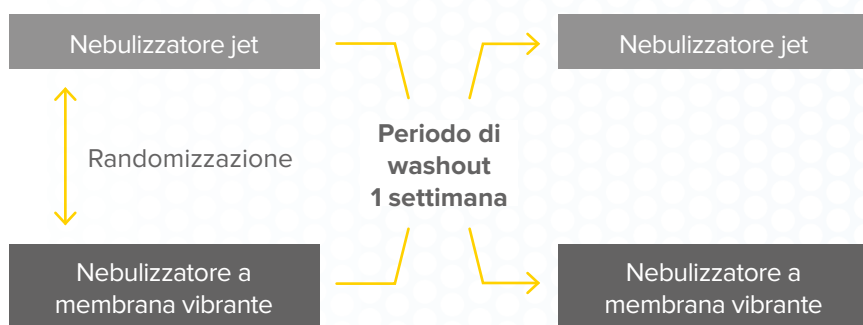 Nebulizzatore jet
Nebulizzatore jet
Randomizzazione
Periodo di
washout
1 settimana
Nebulizzatore a
membrana vibrante
Nebulizzatore a
membrana vibrante